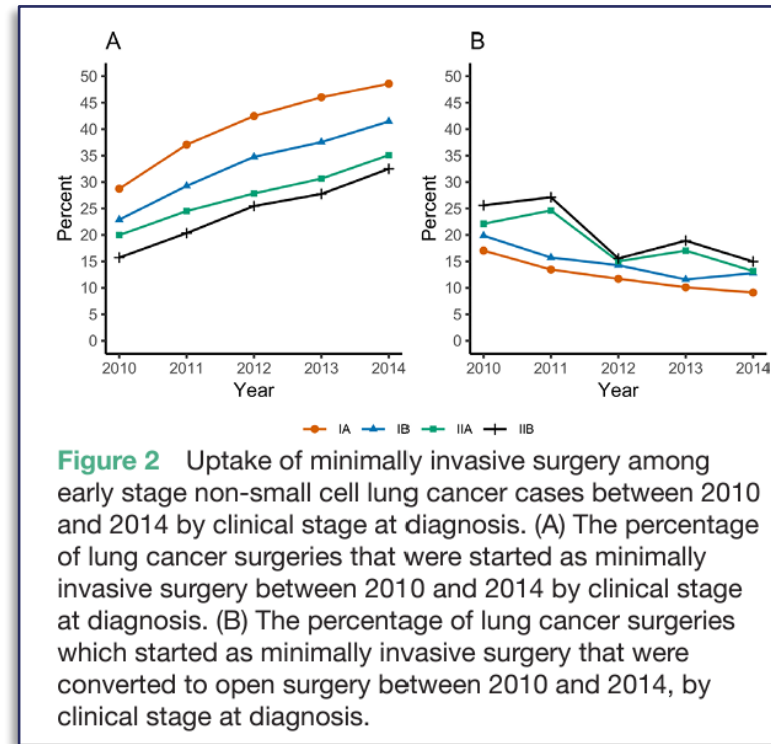 A
B
50
45
40
35
30
25
20
15
10
5
0
Percent
2010 2011 2012 2013 2014
Year
50
45
40
35
30
25
20
15
10
5
0
Percent
2010 2011 2012 2013 2014
Year
IA IB IIA IIB
Figure 2 Uptake of minimally invasive surgery among
early stage non-small cell lung cancer cases between 2010
and 2014 by clinical stage at diagnosis. (A) The percentage
of lung cancer surgeries that were started as minimally
invasive surgery between 2010 and 2014 by clinical stage
at diagnosis. (B) The percentage of lung cancer surgeries
which started as minimally invasive surgery that were
converted to open surgery between 2010 and 2014, by
clinical stage at diagnosis.